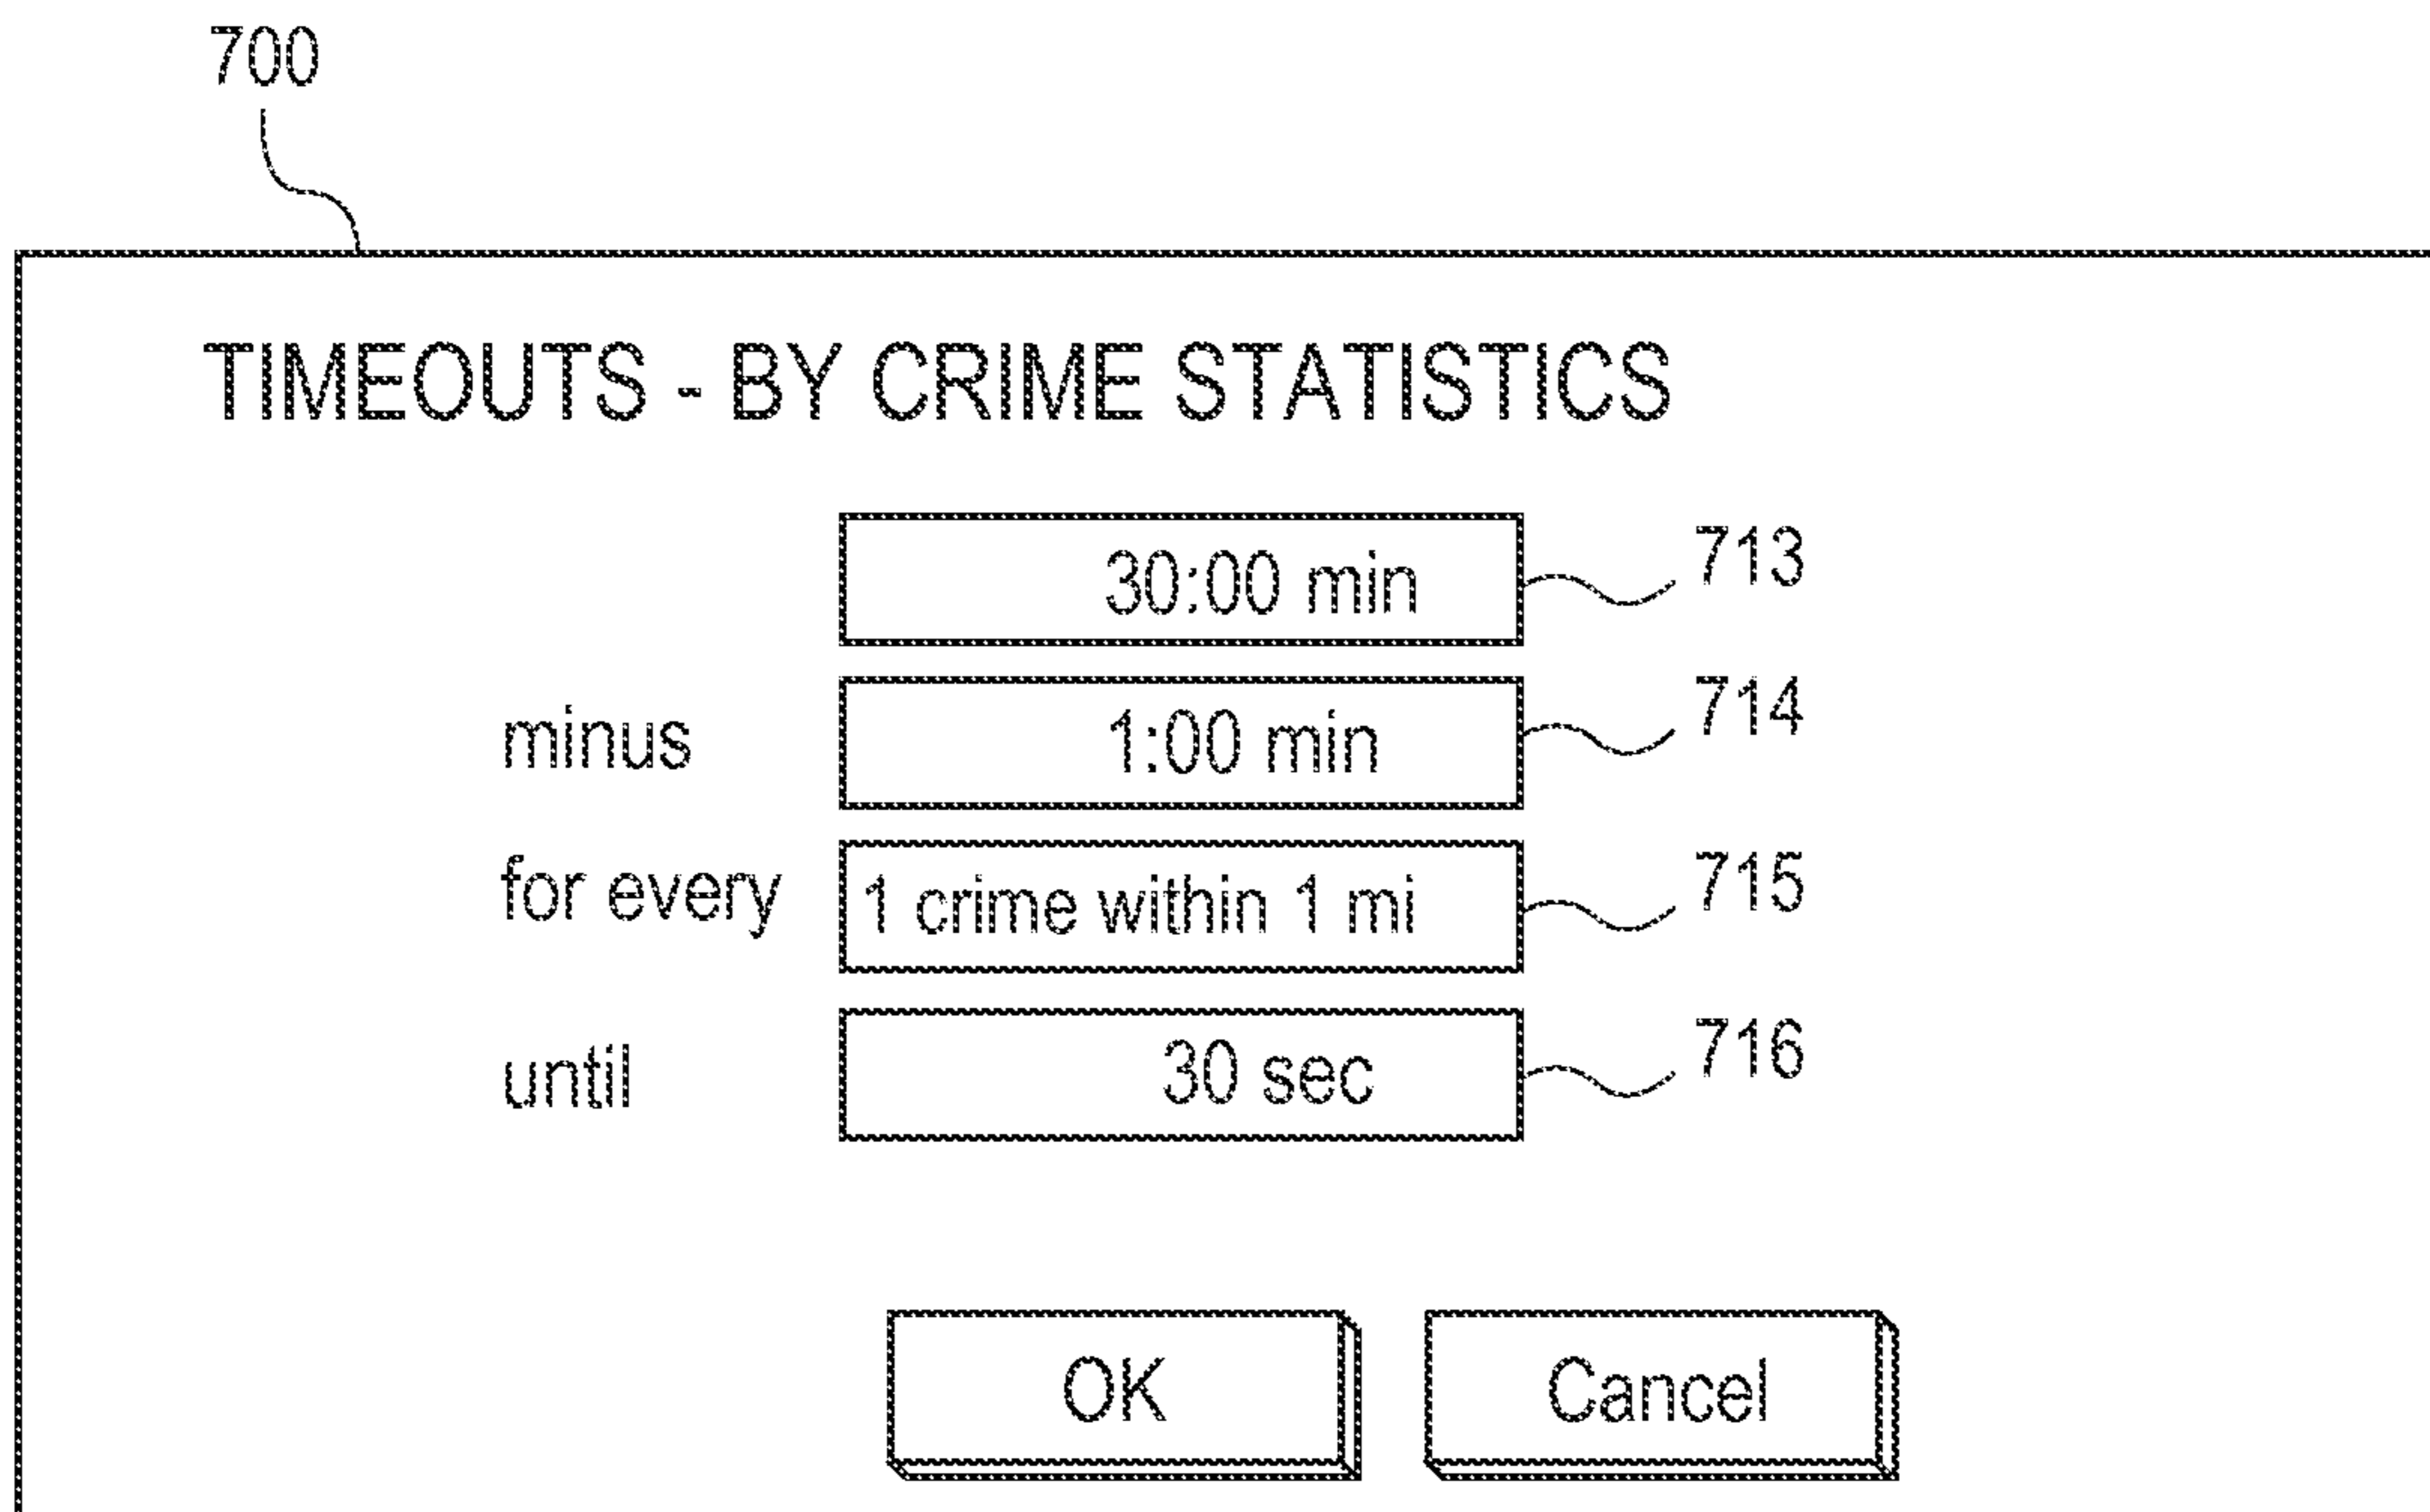 700
TIMEOUTS - BY CRIME STATISTICS
30:00 min 713
minus 1:00 min 714
for every 1 crime within 1 mi 715
until 30 sec 716
OK Cancel